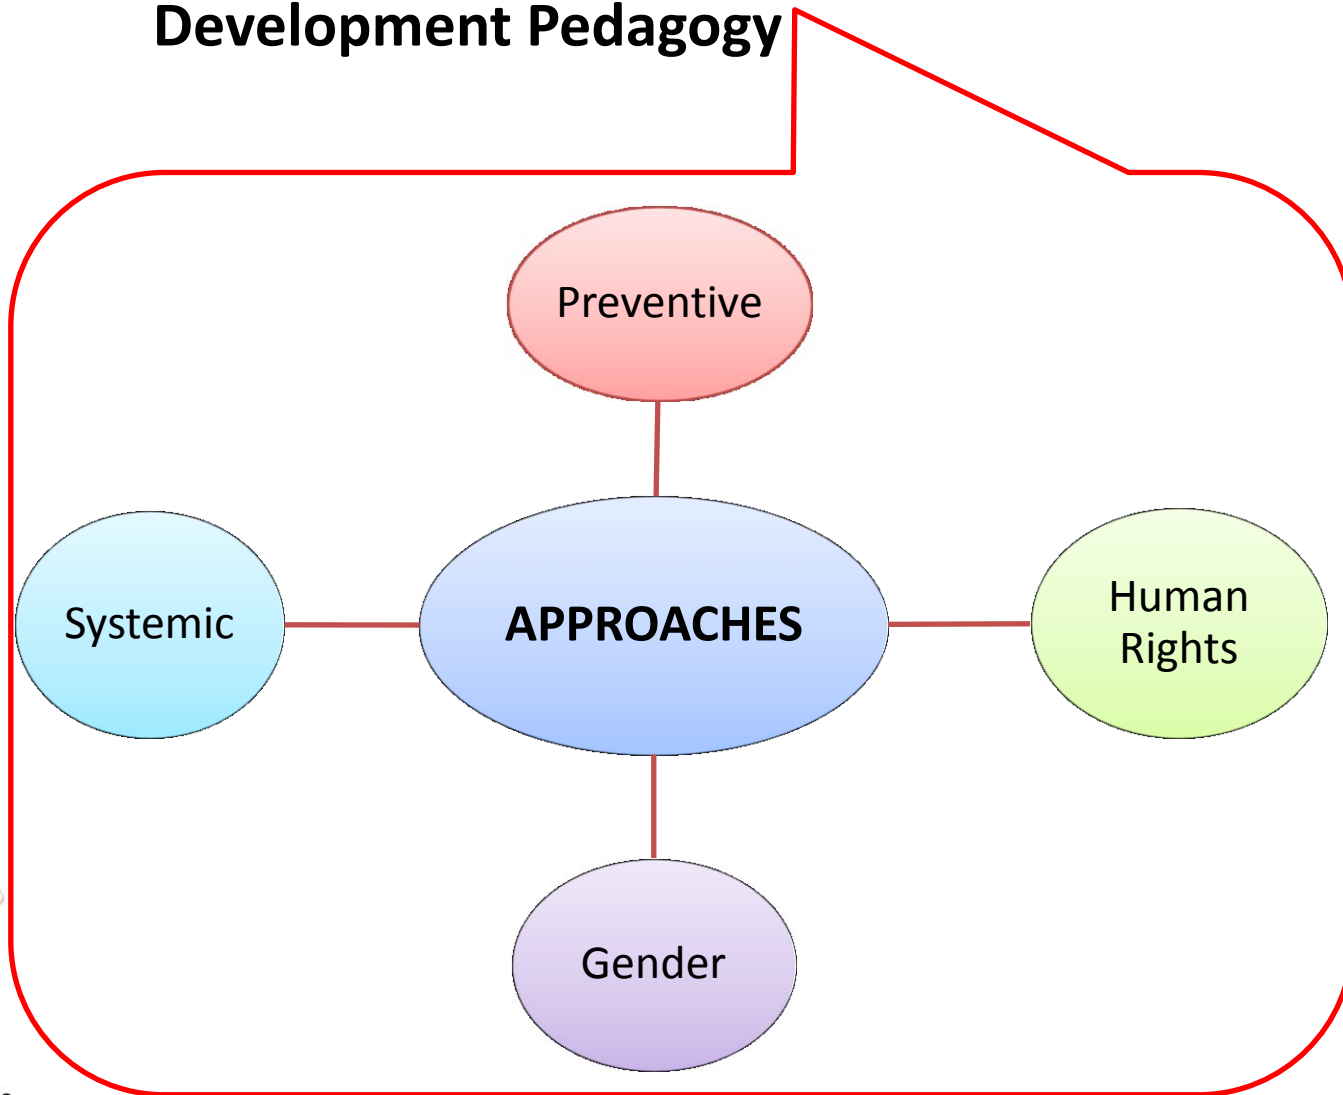 Development Pedagogy
Preventive
Systemic
APPROACHES
Human
Rights
Gender